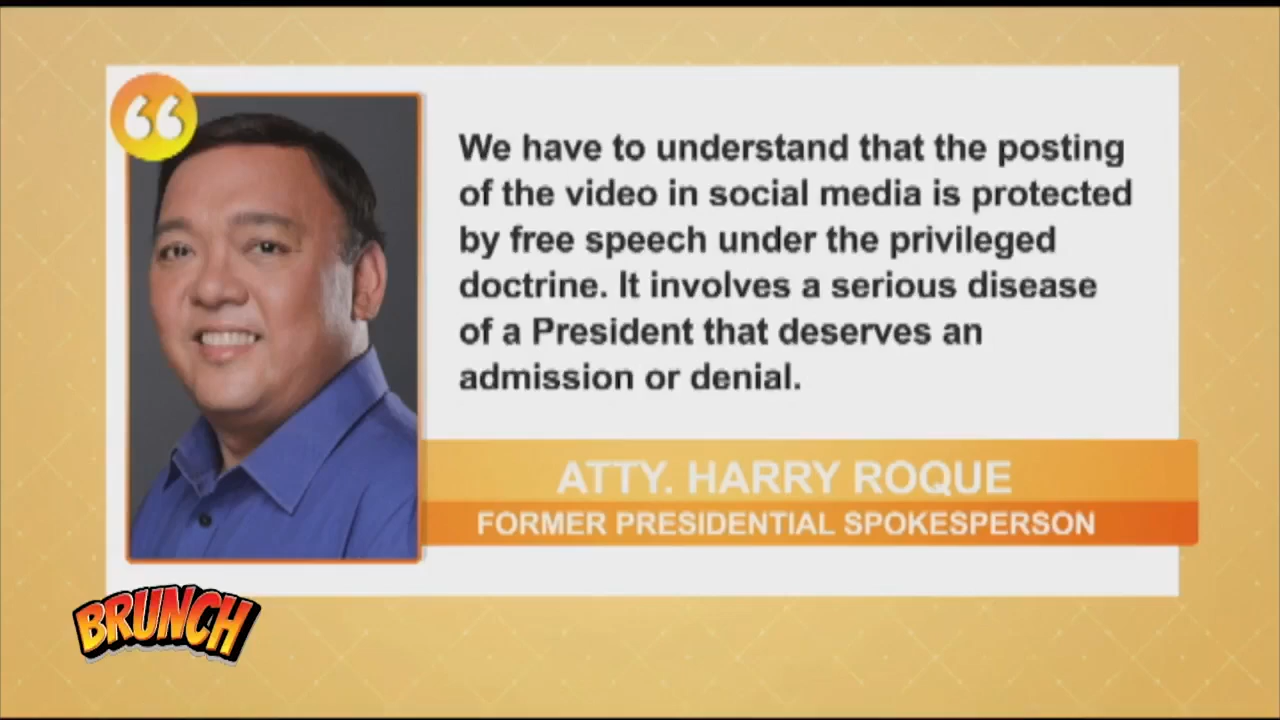 We have to understand that the posting
of the video in social media is protected
by free speech under the privileged
doctrine. It involves a serious disease
of a President that deserves an
admission or denial.
ATTY. HARRY ROQUE
FORMER PRESIDENTIAL SPOKESPERSON
BRUNCH